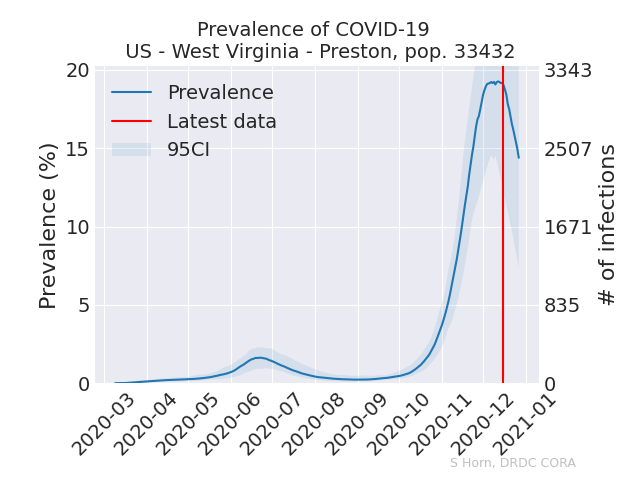 Prevalence of COVID-19
US - West Virginia - Preston, pop. 33432
Prevalence
Latest data
95CI
Prevalence (%)
20
15
10
5
0
3343
2507
1671
835
0
# of infections
2020-03
2020-04
2020-05
2020-06
2020-07
2020-08
2020-09
2020-10
2020-11
2020-12
2021-01
S Horn, DRDC CORA